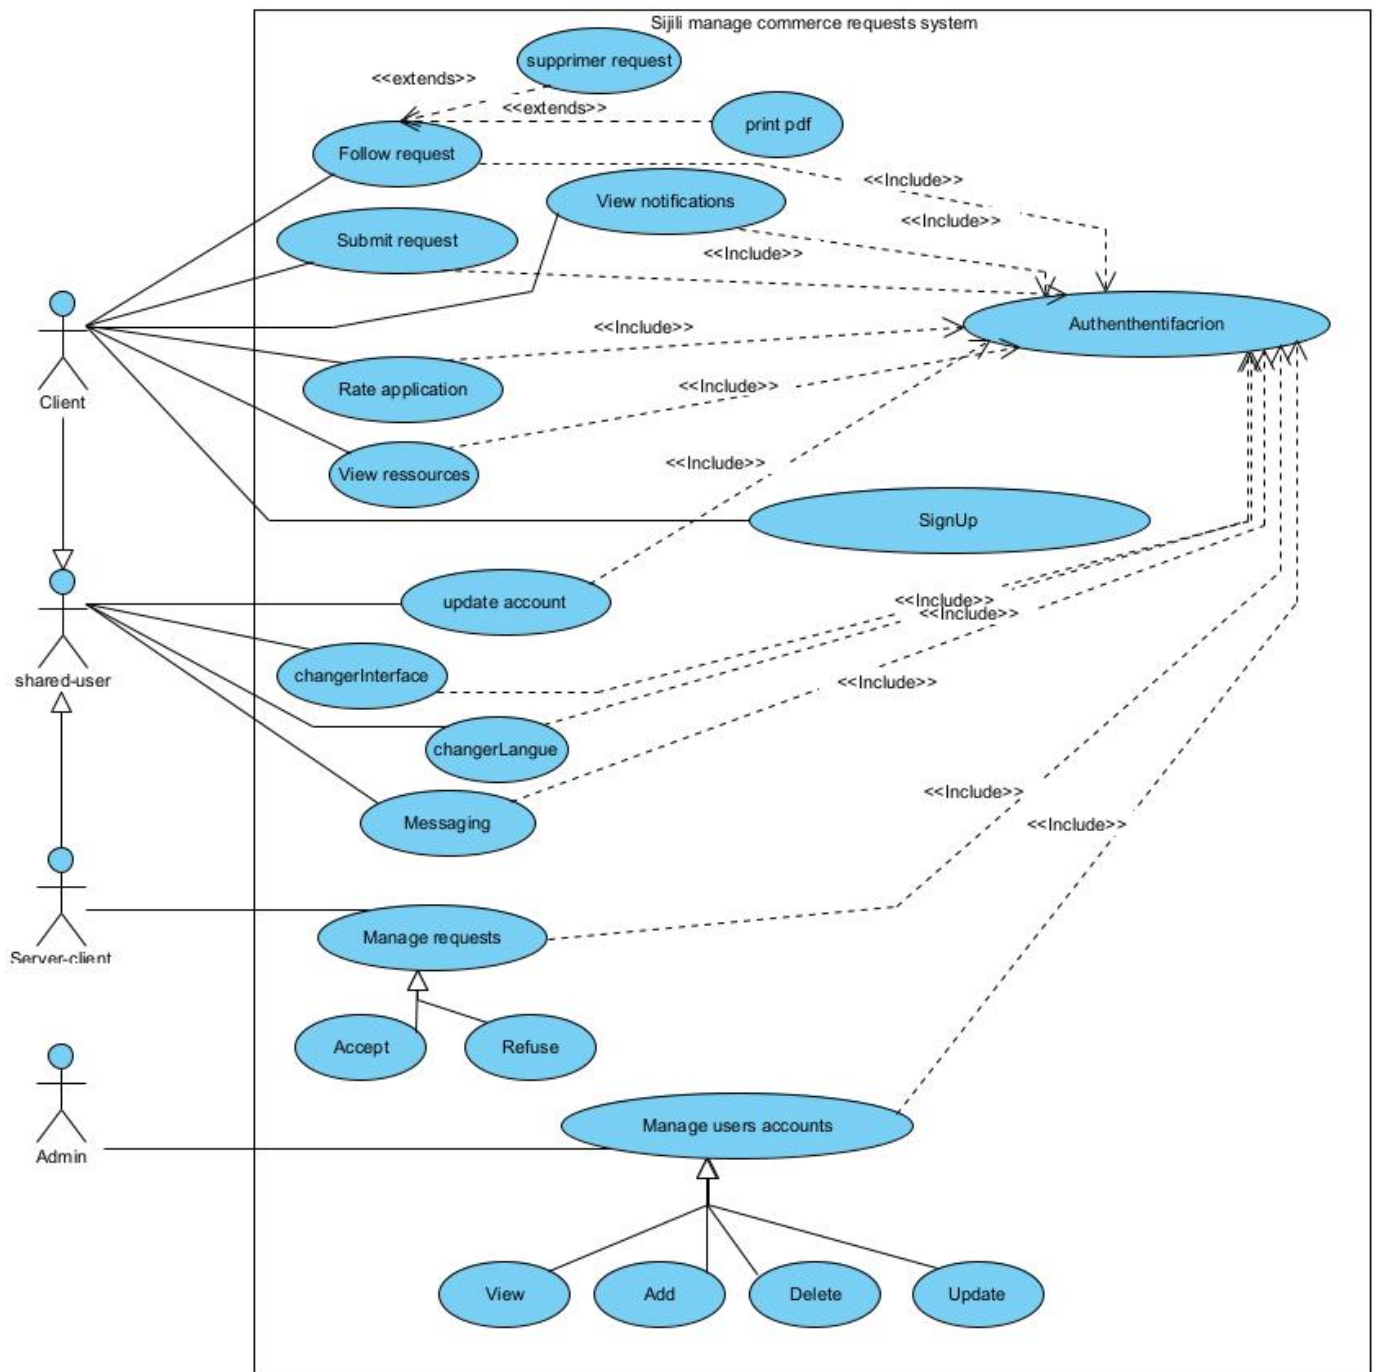 Sijili manage commerce requests system
supprimer request
<<extends>>
<<extends>>
print pdf
Follow request
<<Include>>
View notifications
<<Include>>
Submit request
<<Include>>
Authenthentifacrion
<<Include>>
Rate application
<<Include>>
Client
View ressources
<<Include>>
SignUp
update account
<<Include>>
<<Include>>
changerInterface
shared-user
<<Include>>
changerLangue
<<Include>>
Messaging
<<Include>>
Manage requests
Server-client
Accept
Refuse
Manage users accounts
Admin
View
Add
Delete
Update